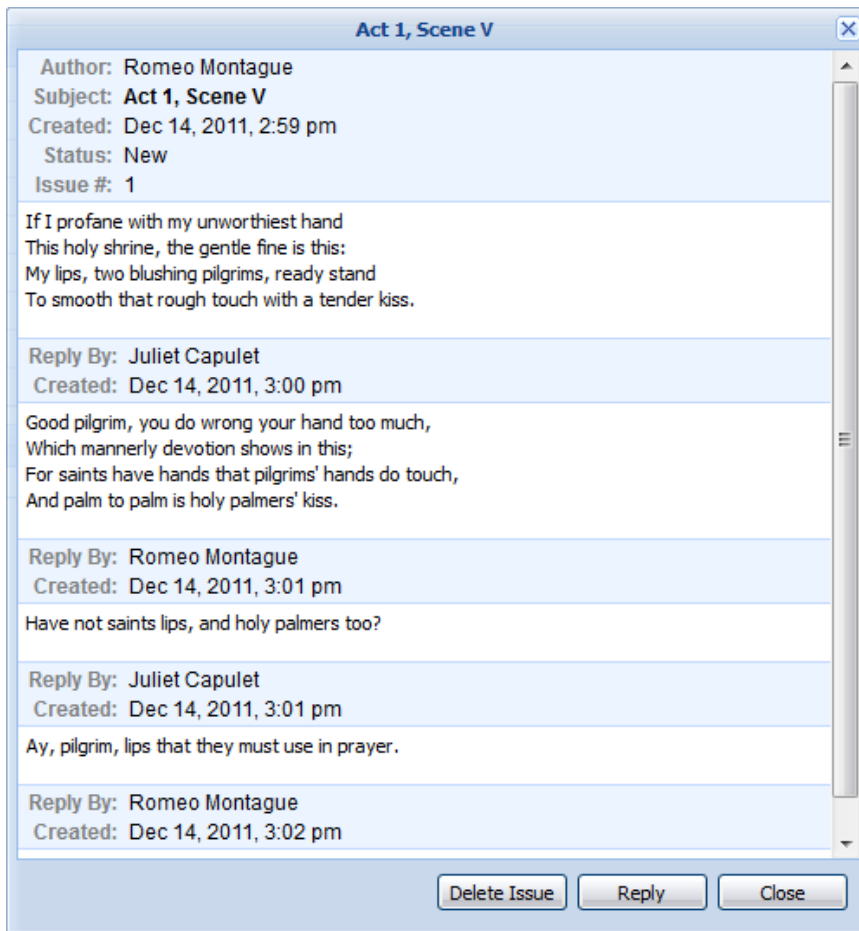 Act 1, Scene V
Author: Romeo Montague
Subject: Act 1, Scene V
Created: Dec 14, 2011, 2:59 pm
Status: New
Issue #: 1
If I profane with my unworthiest hand
This holy shrine, the gentle fine is this:
My lips, two blushing pilgrims, ready stand
To smooth that rough touch with a tender kiss.
Reply By: Juliet Capulet
Created: Dec 14, 2011, 3:00 pm
Good pilgrim, you do wrong your hand too much,
Which mannerly devotion shows in this;
For saints have hands that pilgrims' hands do touch,
And palm to palm is holy palmers' kiss.
Reply By: Romeo Montague
Created: Dec 14, 2011, 3:01 pm
Have not saints lips, and holy palmers too?
Reply By: Juliet Capulet
Created: Dec 14, 2011, 3:01 pm
Ay, pilgrim, lips that they must use in prayer.
Reply By: Romeo Montague
Created: Dec 14, 2011, 3:02 pm
Delete Issue Reply Close